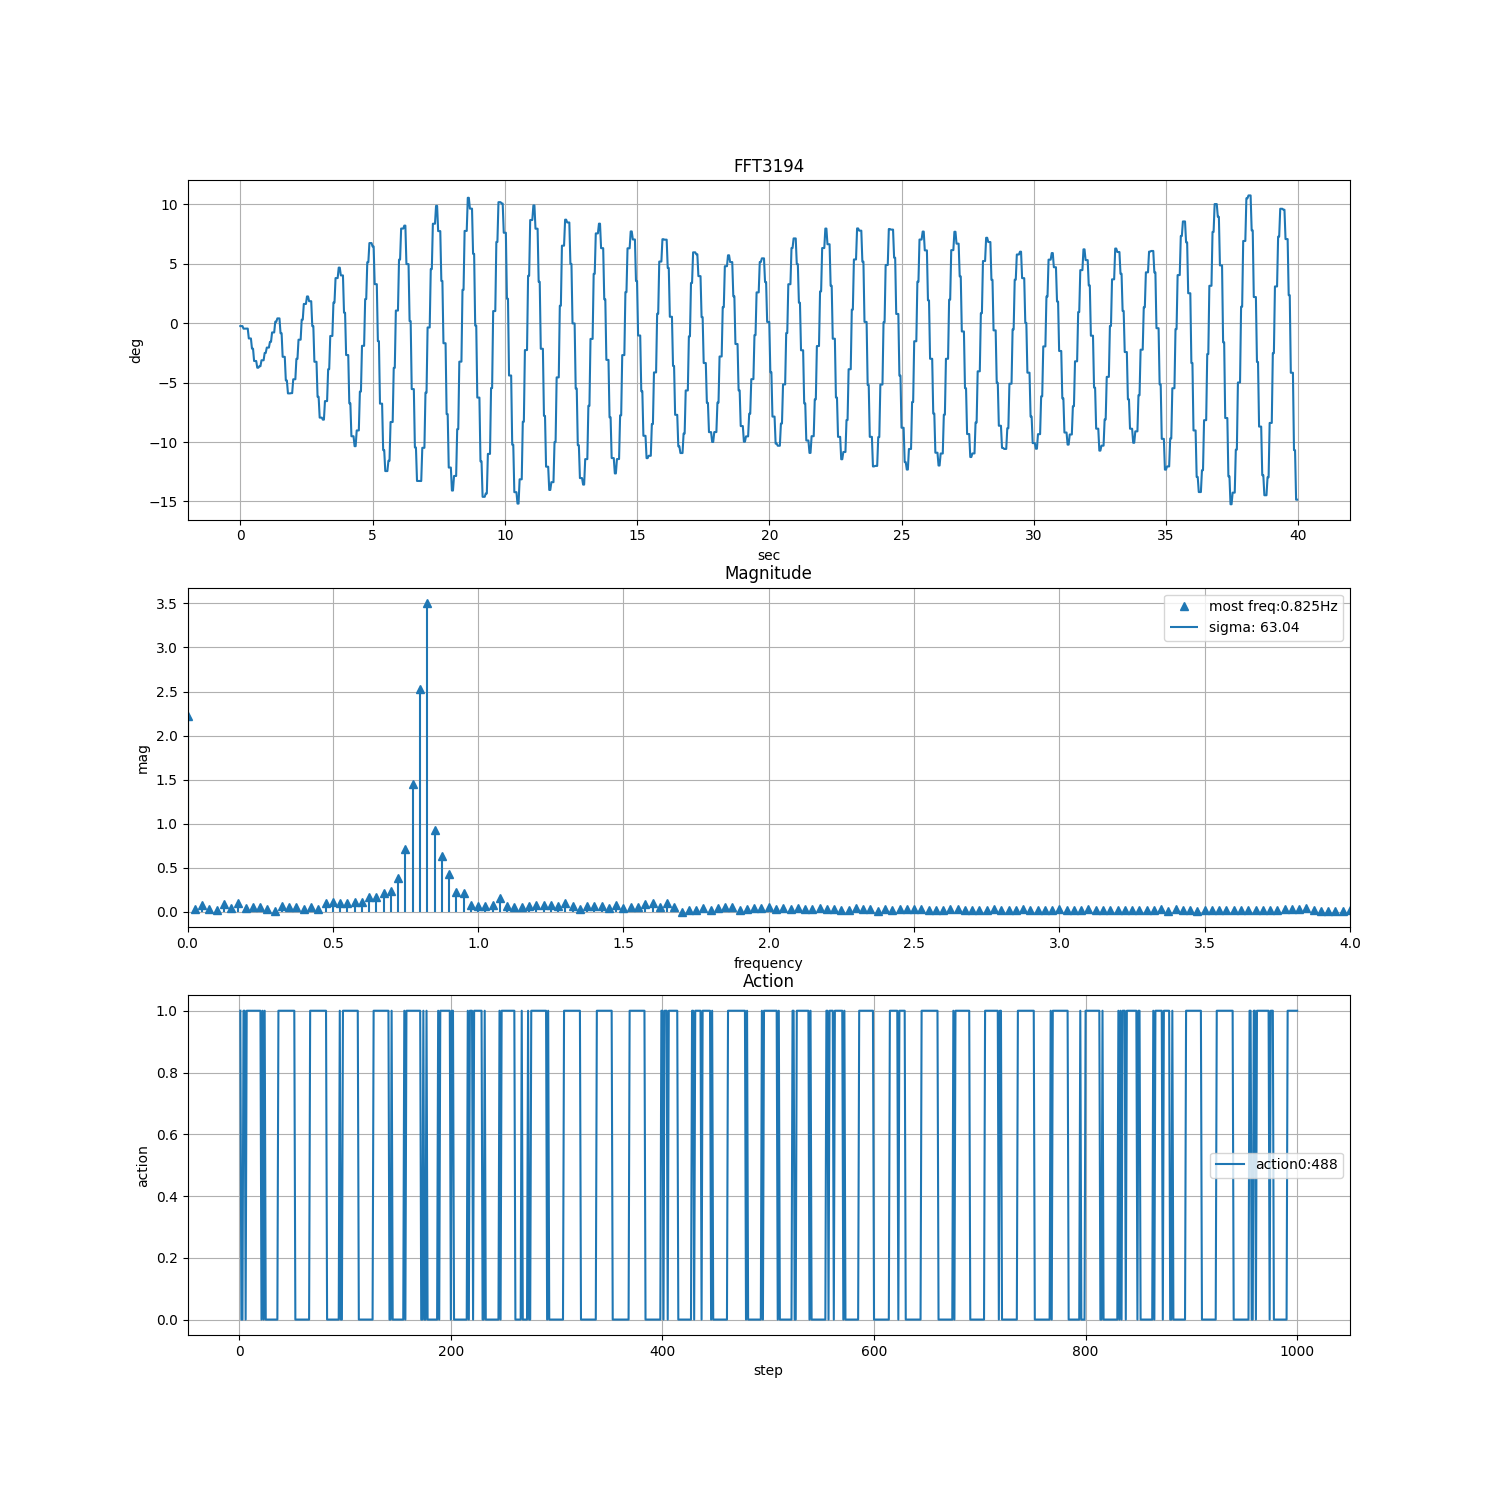 FFT3194
10
5
0
−5
−10
−15
deg
0 5 10 15 20 25 30 35 40
sec
Magnitude
3.5
3.0
2.5
2.0
1.5
1.0
0.5
0.0
mag
most freq:0.825Hz
sigma: 63.04
0.0 0.5 1.0 1.5 2.0 2.5 3.0 3.5 4.0
frequency
Action
1.0
0.8
0.6
0.4
0.2
0.0
action
action0:488
0 200 400 600 800 1000
step